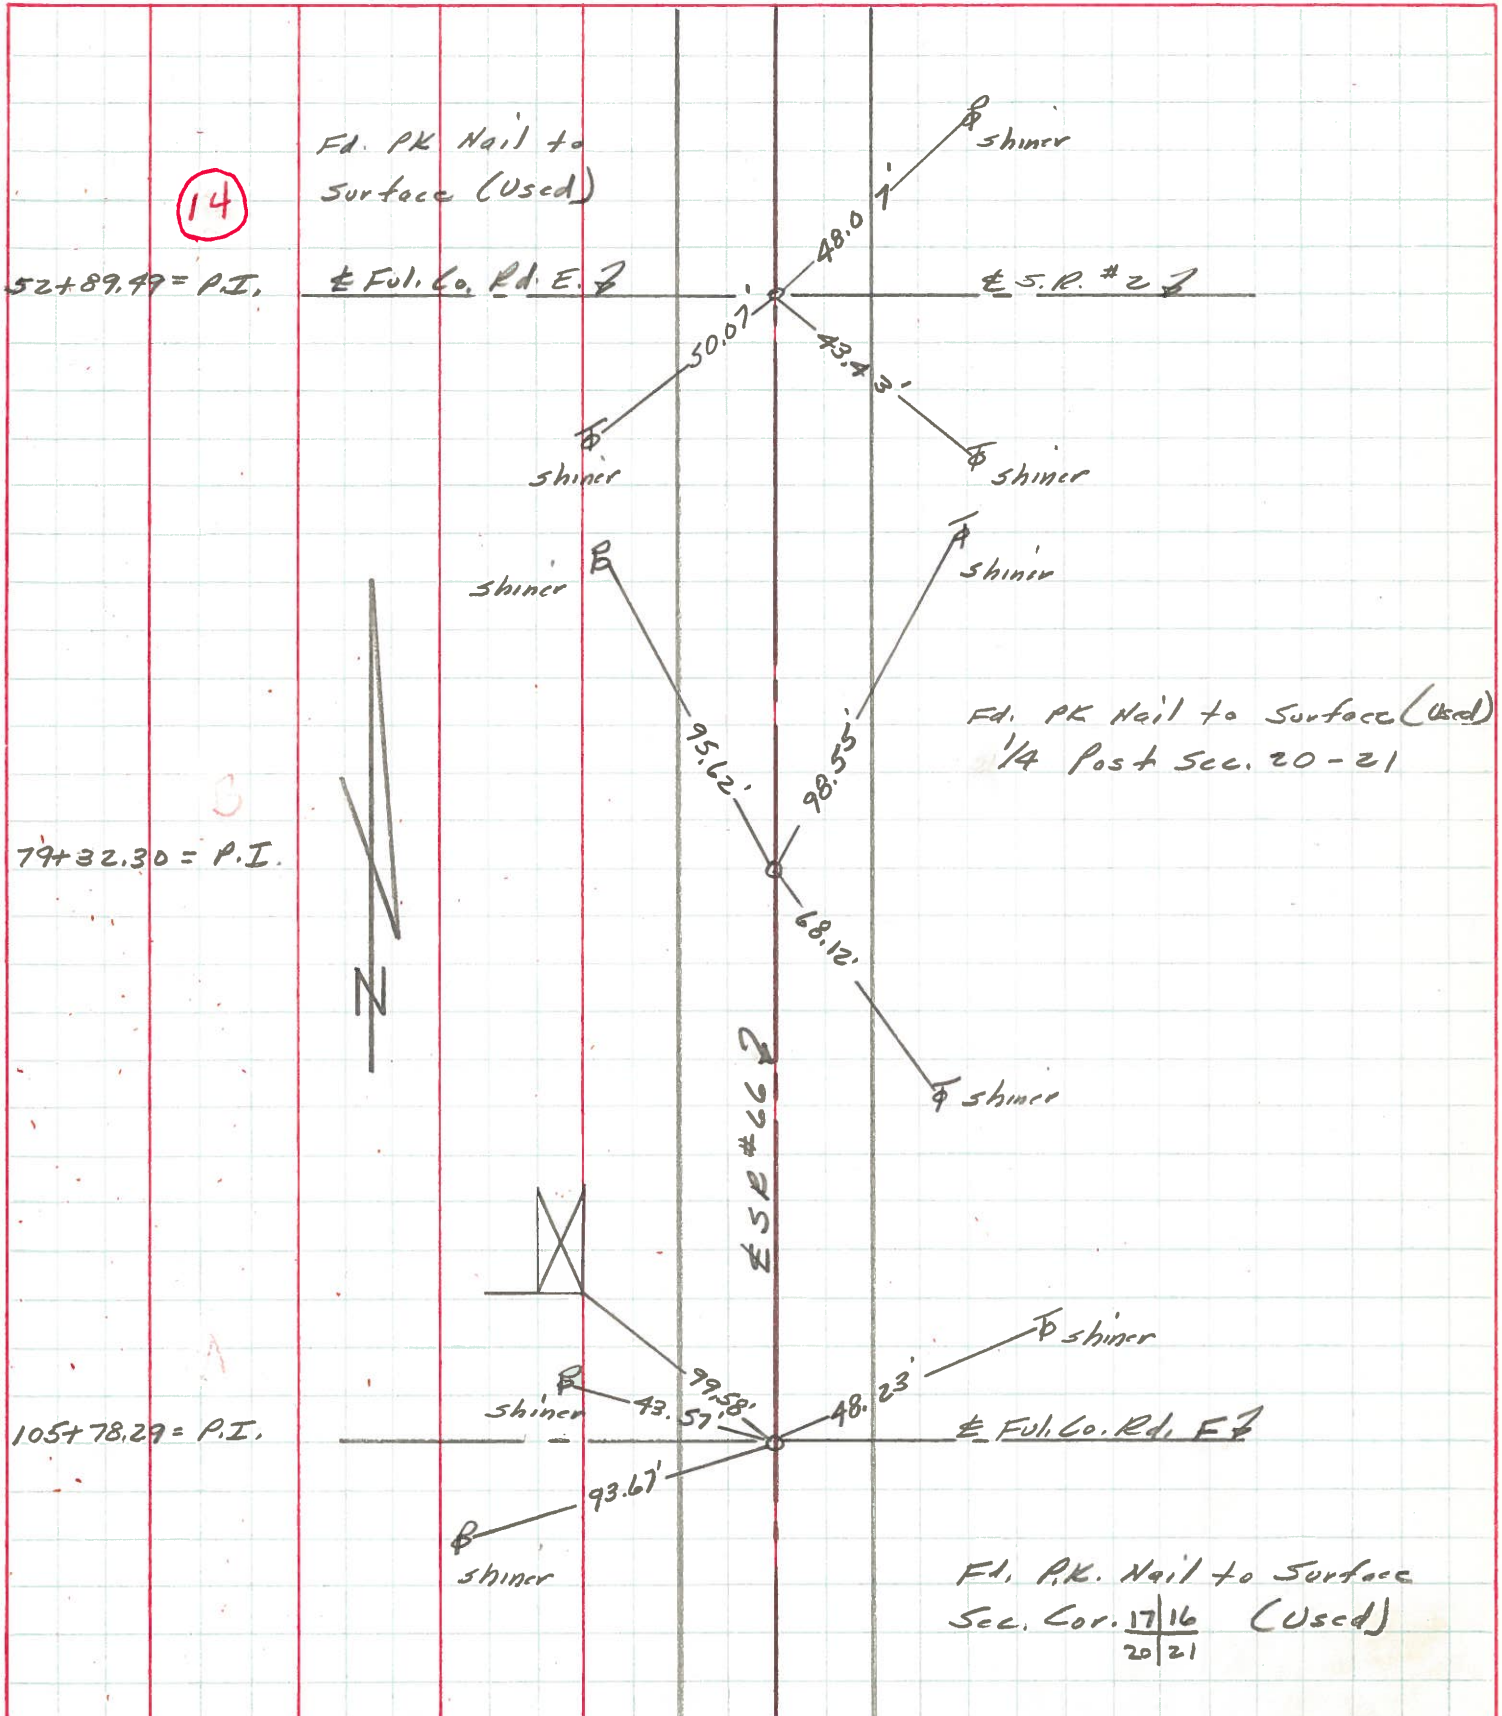 Fd. PK Nail to
Surface (Used)
14
shiner
48.01'
52+89.49 = P.I.
℄ Ful. Co. Rd. E.
℄ S.R. #2
50.07'
43.43'
shiner
shiner
shiner
shiner
95.62'
98.55'
Fd. PK Nail to Surface (Used)
1/4 Post Sec. 20-21
79+32.30 = P.I.
68.12'
N
shiner
℄ SR #66
shiner
shiner
99.58'
43.57'
48.23'
105+78.29 = P.I.
℄ Ful. Co. Rd. F
93.67'
shiner
Fd. P.K. Nail to Surface
Sec. Cor. 17|16 (Used)
20|21